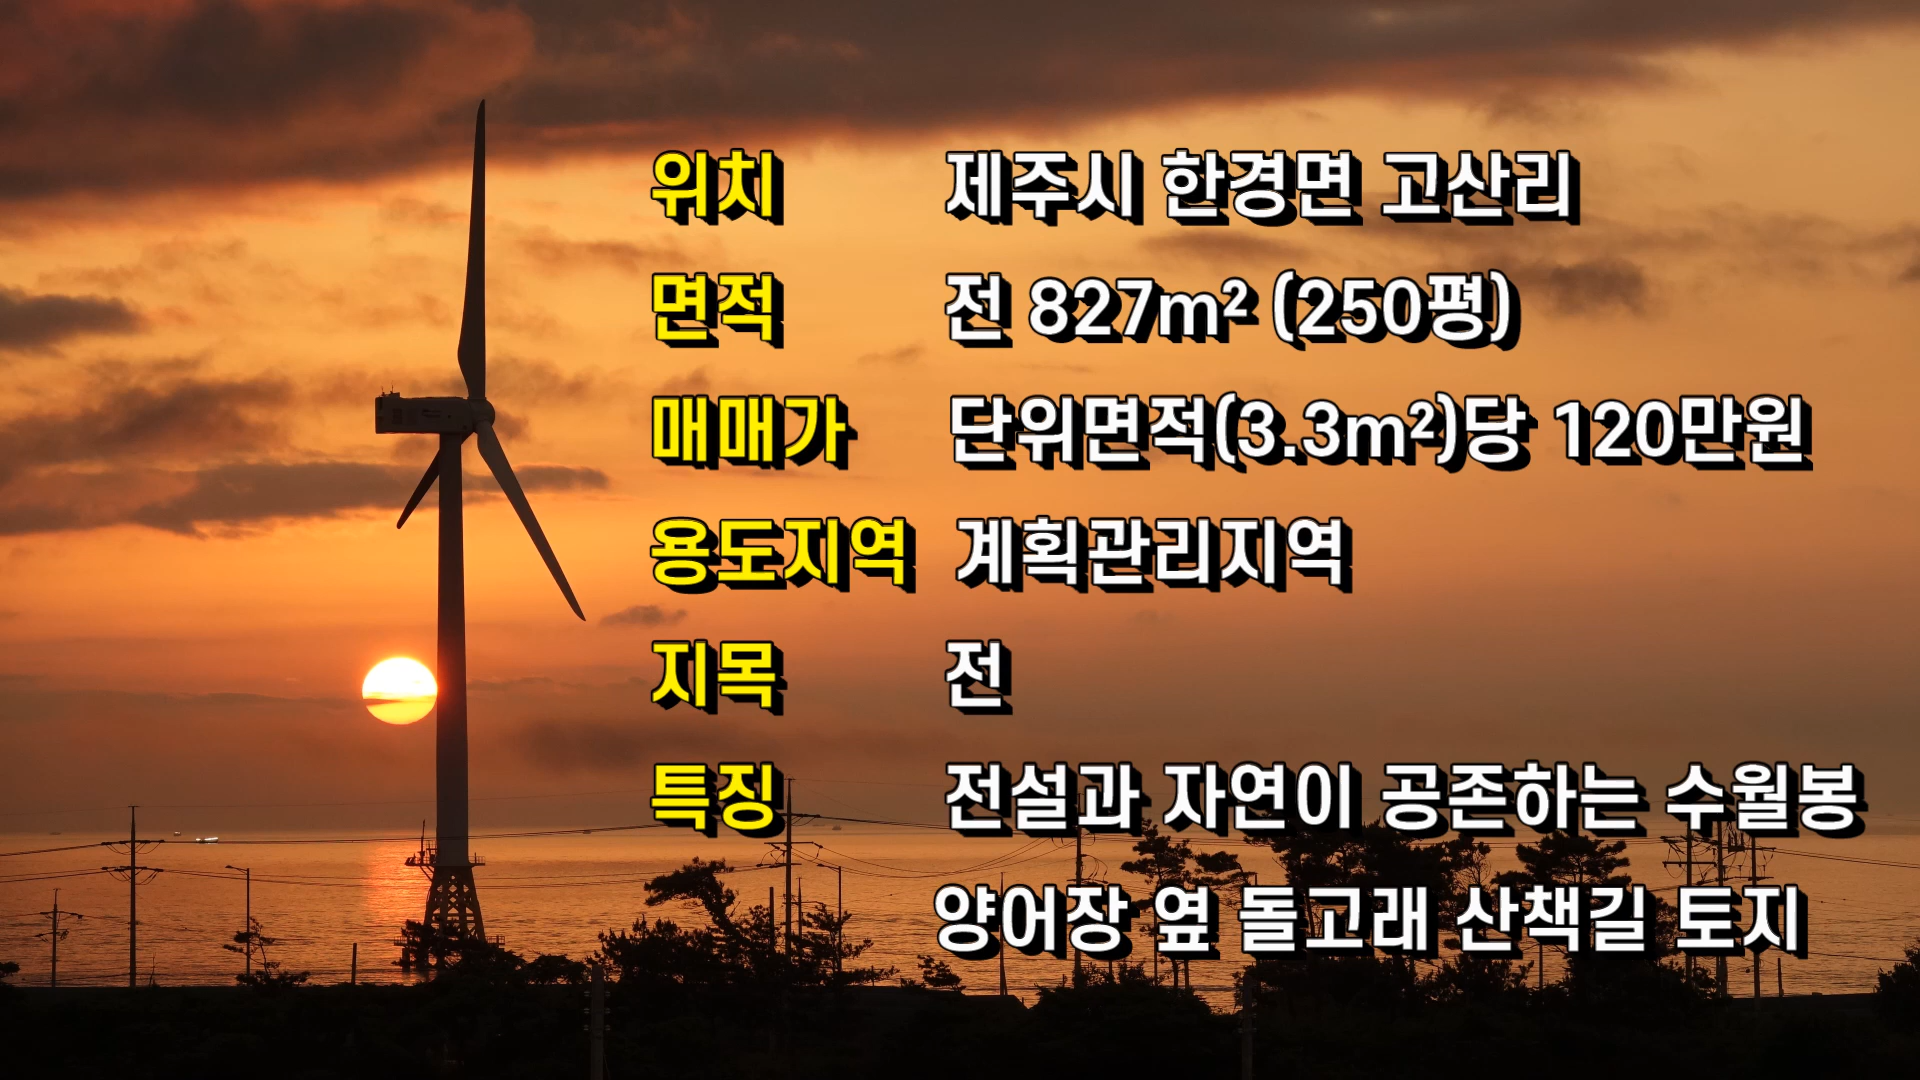 위치 제주시 한경면 고산리
면적 전 827m² (250평)
매매가 단위면적(3.3m²)당 120만원
용도지역 계획관리지역
지목 전
특징 전설과 자연이 공존하는 수월봉
양어장 옆 돌고래 산책길 토지